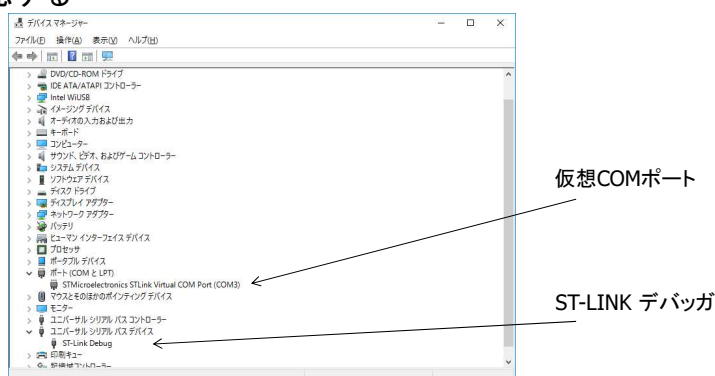 する
デバイス マネージャー
ファイル(F) 操作(A) 表示(V) ヘルプ(H)
DVD/CD-ROM ドライブ
IDE ATA/ATAPI コントローラー
Intel WiUSB
イメージング デバイス
オーディオの入力および出力
キーボード
コンピューター
サウンド、ビデオ、およびゲーム コントローラー
システム デバイス
ソフトウェア デバイス
ディスク ドライブ
ディスプレイ アダプター
ネットワーク アダプター
バッテリ
ヒューマン インターフェイス デバイス
プロセッサ
ポータブル デバイス
ポート (COM と LPT)
STMicroelectronics STLink Virtual COM Port (COM3)
マウスとそのほかのポインティング デバイス
モニター
ユニバーサル シリアル バス コントローラー
ユニバーサル シリアル バス デバイス
ST-Link Debug
印刷キュー
記憶域コントローラー
仮想COMポート
ST-LINK デバッガ